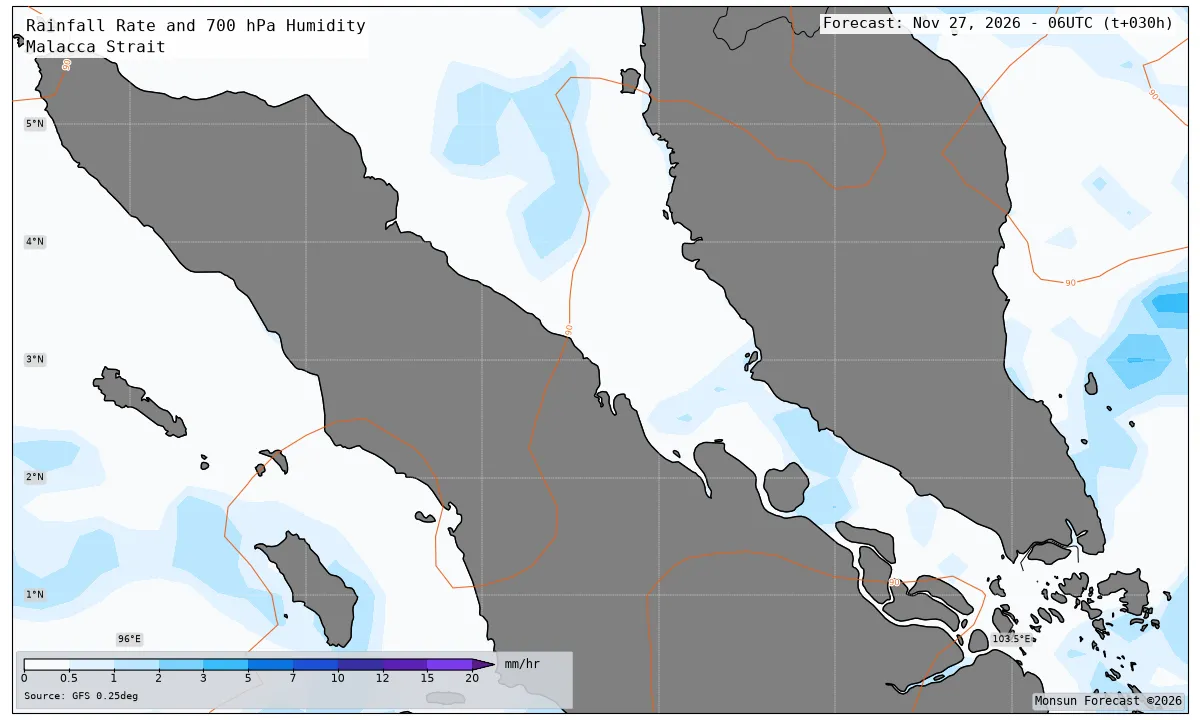 Rainfall Rate and 700 hPa Humidity
Malacca Strait
Forecast: Nov 27, 2026 - 06UTC (t+030h)
90
90
5°N
4°N
90
90
3°N
2°N
90
1°N
96°E
103.5°E
mm/hr
0 0.5 1 2 3 5 7 10 12 15 20
Source: GFS 0.25deg
Monsun Forecast ©2026